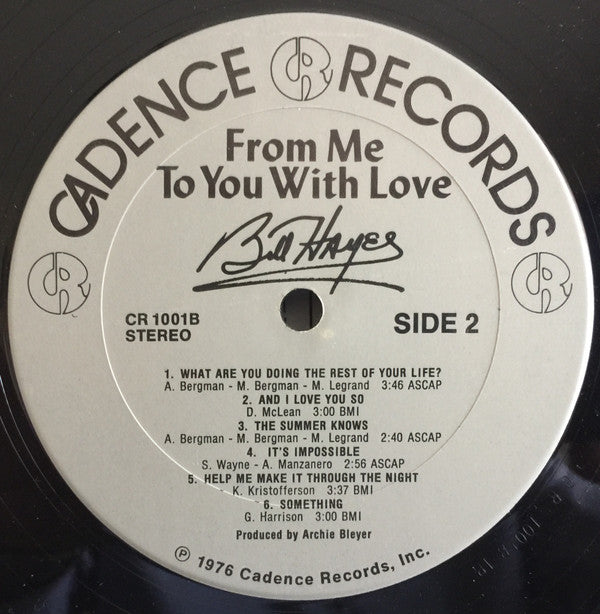 CADENCE CR RECORDS
From Me
To You With Love
Bill Hayes
CR CR
CR 1001B
STEREO
SIDE 2
1. WHAT ARE YOU DOING THE REST OF YOUR LIFE?
A. Bergman - M. Bergman - M. Legrand 3:46 ASCAP
2. AND I LOVE YOU SO
D. McLean 3:00 BMI
3. THE SUMMER KNOWS
A. Bergman - M. Bergman - M. Legrand 2:40 ASCAP
4. IT'S IMPOSSIBLE
S. Wayne - A. Manzanero 2:56 ASCAP
5. HELP ME MAKE IT THROUGH THE NIGHT
K. Kristofferson 3:37 BMI
6. SOMETHING
G. Harrison 3:00 BMI
Produced by Archie Bleyer
Ⓟ 1976 Cadence Records, Inc.